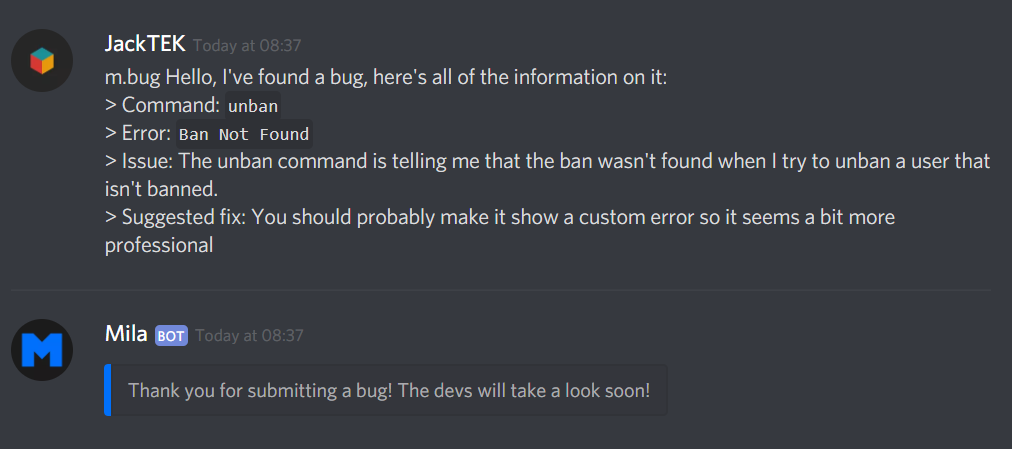 JackTEK Today at 08:37
m.bug Hello, I've found a bug, here's all of the information on it:
> Command: unban
> Error: Ban Not Found
> Issue: The unban command is telling me that the ban wasn't found when I try to unban a user that
isn't banned.
> Suggested fix: You should probably make it show a custom error so it seems a bit more
professional
M
Mila BOT Today at 08:37
Thank you for submitting a bug! The devs will take a look soon!